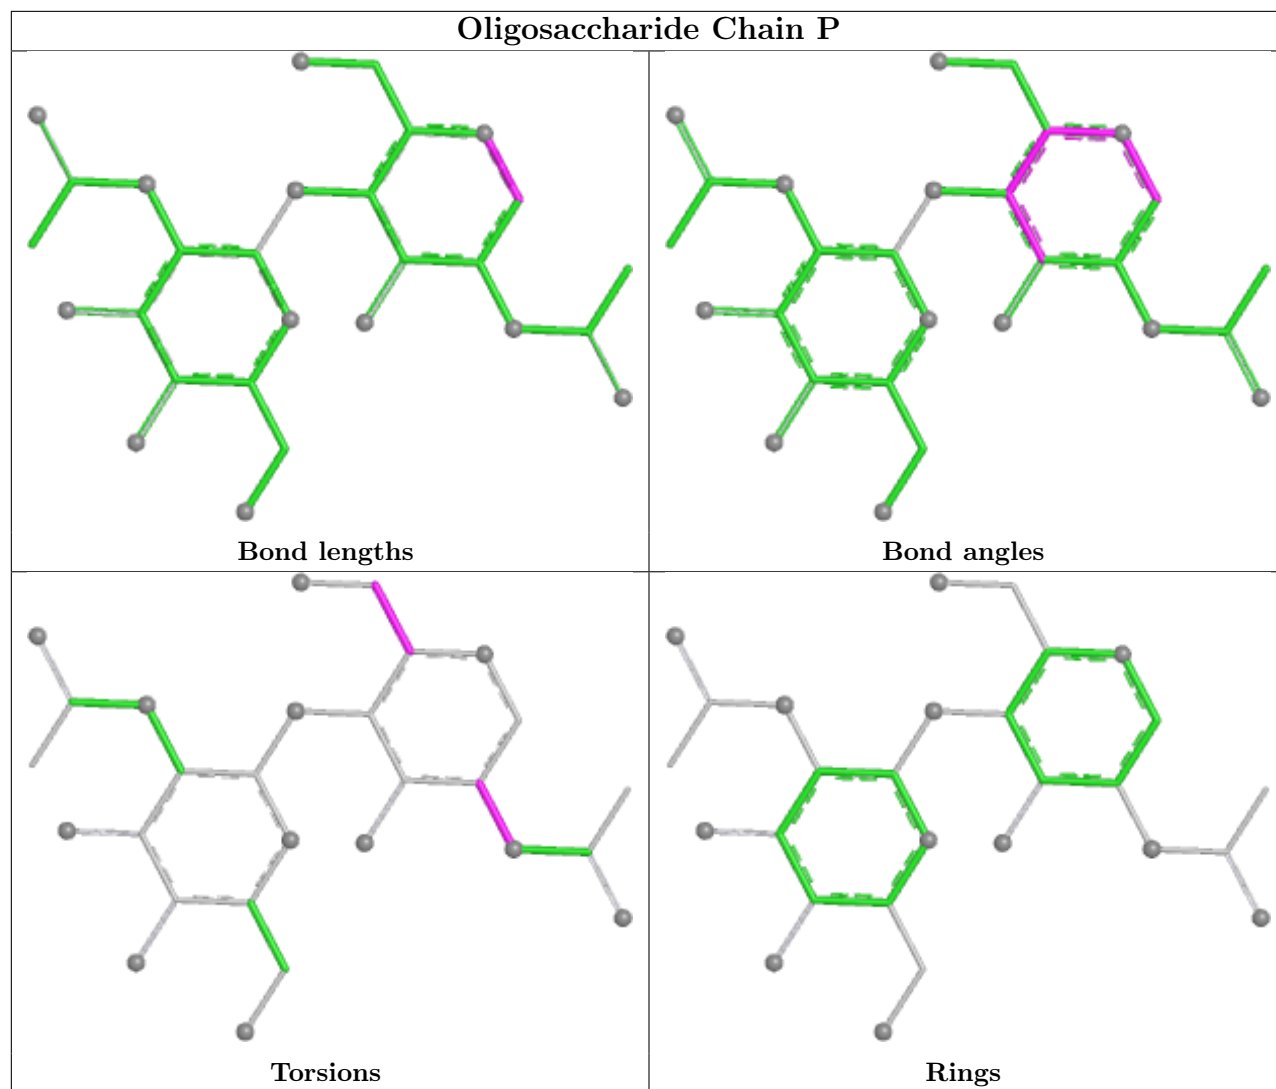 Oligosaccharide Chain P
Bond lengths
Bond angles
Torsions
Rings